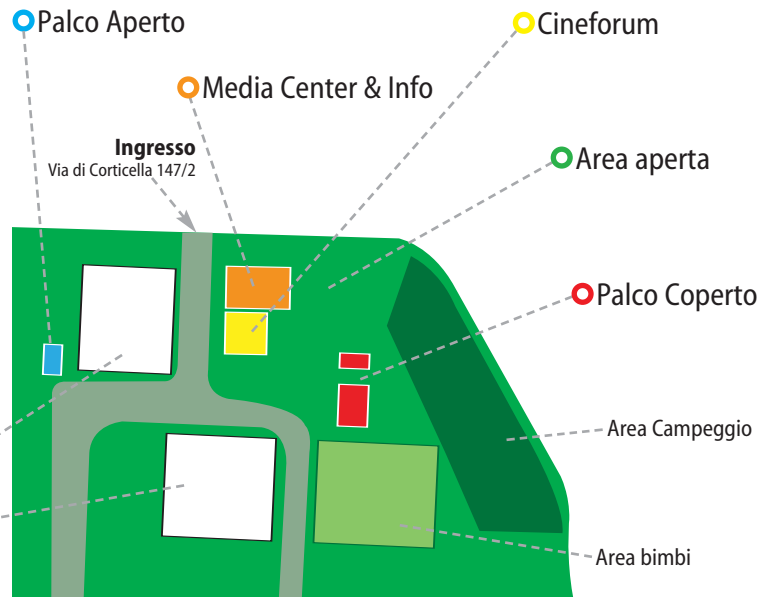 Palco Aperto
Cineforum
Media Center & Info
Ingresso
Via di Corticella 147/2
Area aperta
Palco Coperto
Area Campeggio
Area bimbi